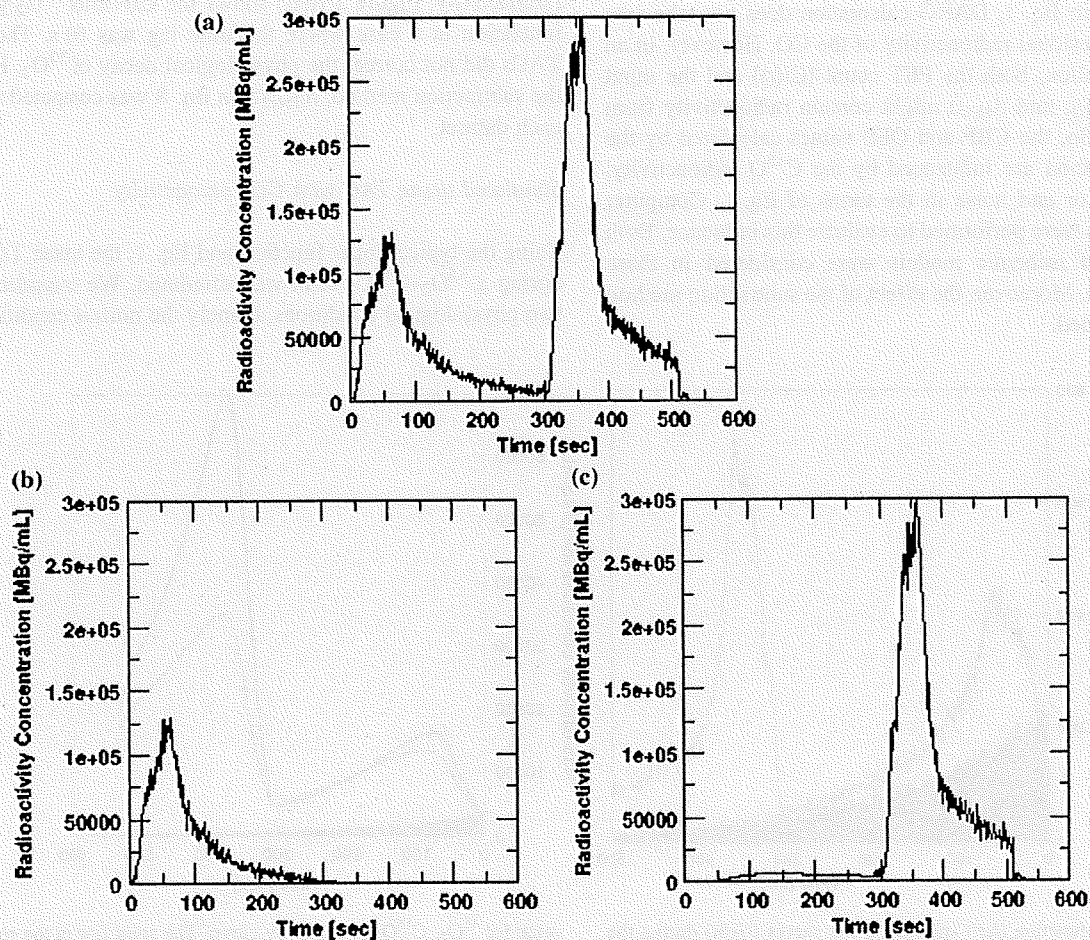 (a)
Radioactivity Concentration [MBq/mL]
3e+05
2.5e+05
2e+05
1.5e+05
1e+05
50000
0
0 100 200 300 400 500 600
Time [sec]
(b)
Radioactivity Concentration [MBq/mL]
3e+05
2.5e+05
2e+05
1.5e+05
1e+05
50000
0
0 100 200 300 400 500 600
Time [sec]
(c)
Radioactivity Concentration [MBq/mL]
3e+05
2.5e+05
2e+05
1.5e+05
1e+05
50000
0
0 100 200 300 400 500 600
Time [sec]